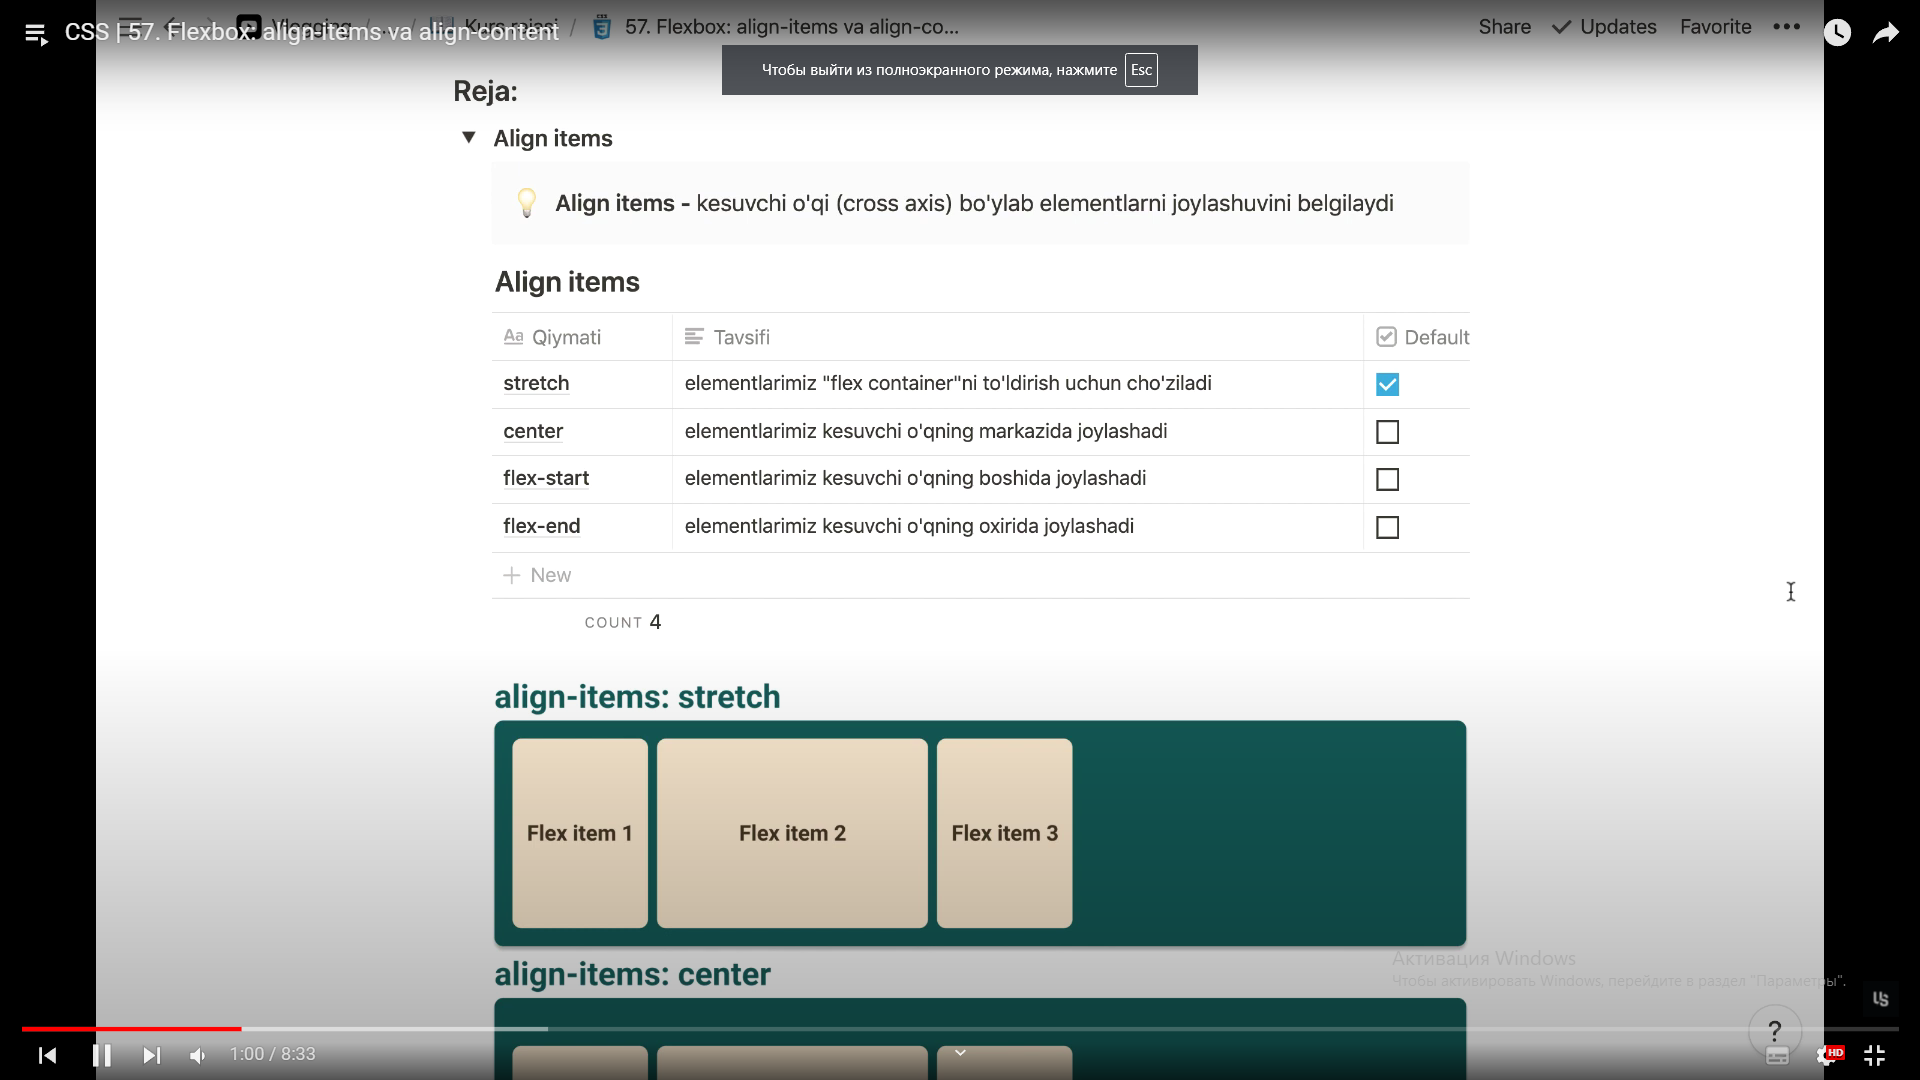 CSS | 57. Flexbox: align-items va align-content
Vlogging / ... / Kurs rejasi / 57. Flexbox: align-items va align-co...
Share
Updates
Favorite
Чтобы выйти из полноэкранного режима, нажмите Esc
Reja:
Align items
Align items - kesuvchi o'qi (cross axis) bo'ylab elementlarni joylashuvini belgilaydi
Align items
Aa Qiymati
Tavsifi
Default
stretch
elementlarimiz "flex container"ni to'ldirish uchun cho'ziladi
center
elementlarimiz kesuvchi o'qning markazida joylashadi
flex-start
elementlarimiz kesuvchi o'qning boshida joylashadi
flex-end
elementlarimiz kesuvchi o'qning oxirida joylashadi
+ New
COUNT 4
align-items: stretch
Flex item 1
Flex item 2
Flex item 3
Активация Windows
Чтобы активировать Windows, перейдите в раздел "Параметры".
align-items: center
?
1:00 / 8:33
HD